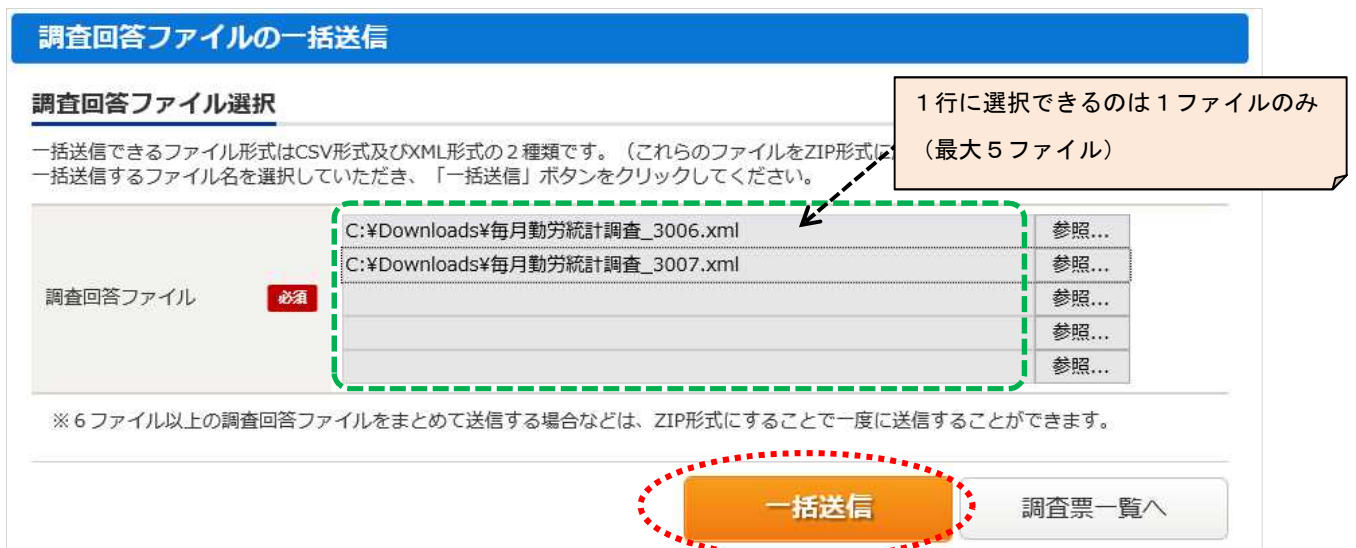 調査回答ファイルの一括送信
調査回答ファイル選択
1行に選択できるのは1ファイルのみ
（最大5ファイル）
一括送信できるファイル形式はCSV形式及びXML形式の2種類です。（これらのファイルをZIP形式に
一括送信するファイル名を選択していただき、「一括送信」ボタンをクリックしてください。
調査回答ファイル 必須
C:¥Downloads¥毎月勤労統計調査_3006.xml 参照...
C:¥Downloads¥毎月勤労統計調査_3007.xml 参照...
参照...
参照...
参照...
※6ファイル以上の調査回答ファイルをまとめて送信する場合などは、ZIP形式にすることで一度に送信することができます。
一括送信 調査票一覧へ